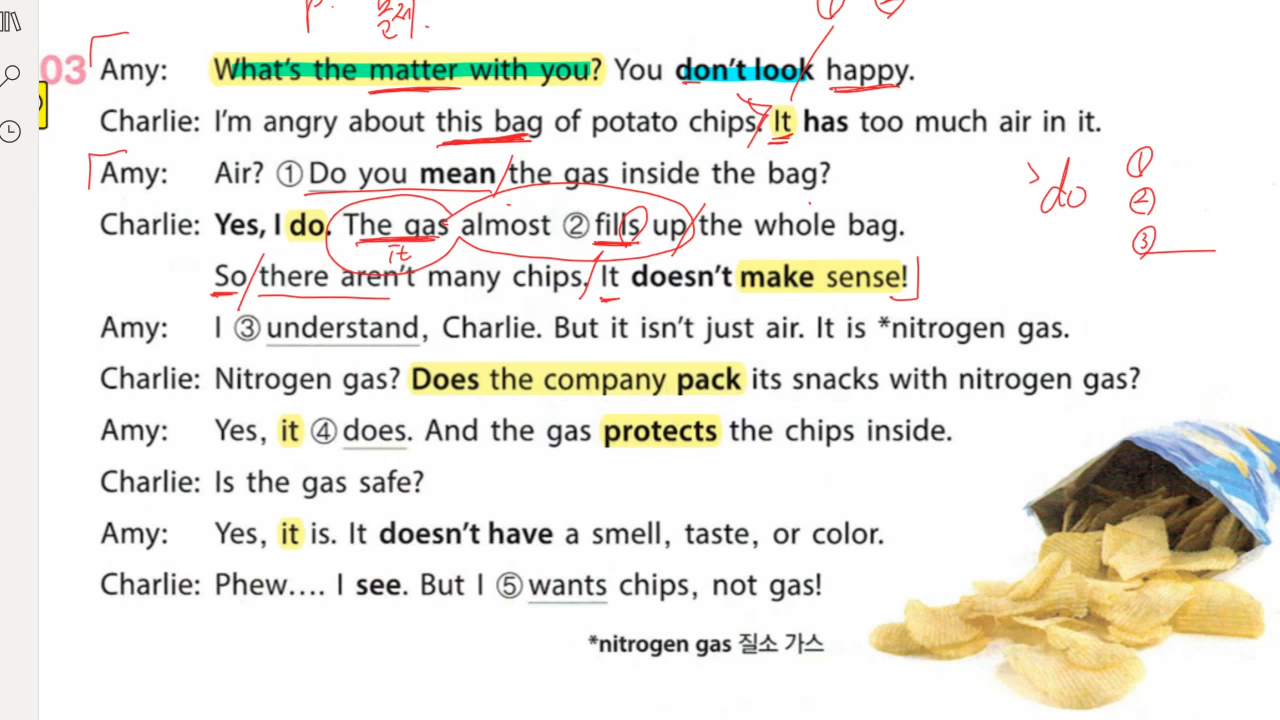 p. 문제.
① ②
03 Amy: What's the matter with you? You don't look happy.
Charlie: I'm angry about this bag of potato chips. It has too much air in it.
Amy: Air? ① Do you mean the gas inside the bag?
Charlie: Yes, I do. The gas almost ② fills up the whole bag.
It
So there aren't many chips. It doesn't make sense!
do ① ② ③
Amy: I ③ understand, Charlie. But it isn't just air. It is *nitrogen gas.
Charlie: Nitrogen gas? Does the company pack its snacks with nitrogen gas?
Amy: Yes, it ④ does. And the gas protects the chips inside.
Charlie: Is the gas safe?
Amy: Yes, it is. It doesn't have a smell, taste, or color.
Charlie: Phew…. I see. But I ⑤ wants chips, not gas!
*nitrogen gas 질소 가스